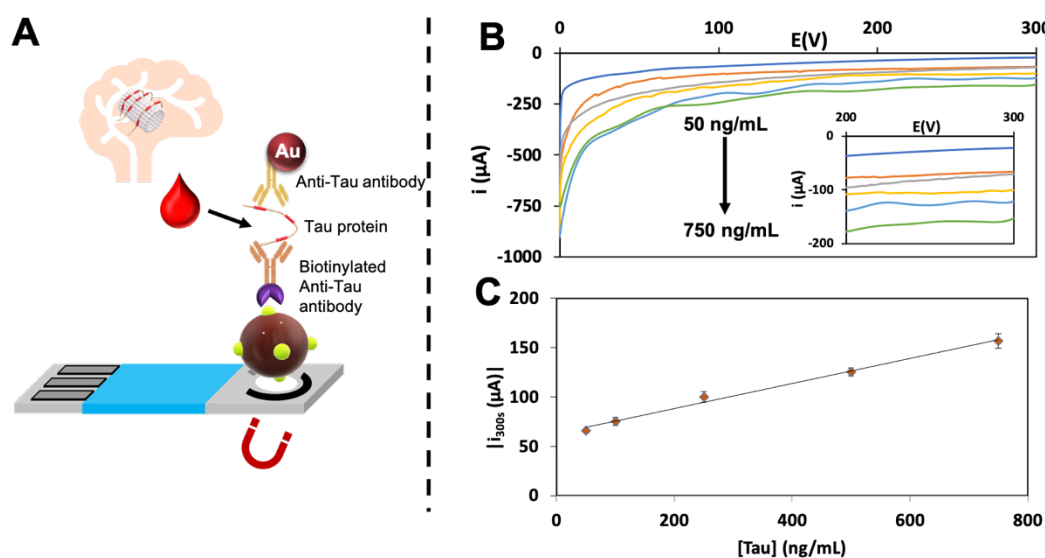 A
Au
Anti-Tau antibody
Tau protein
Biotinylated
Anti-Tau
antibody
B
0 100 200 300
E(V)
0
-250
-500
-750
-1000
i (µA)
50 ng/mL
750 ng/mL
200 300
E(V)
0
-100
-200
i (µA)
C
200
150
100
50
0
|i300s (µA)|
0 200 400 600 800
[Tau] (ng/mL)